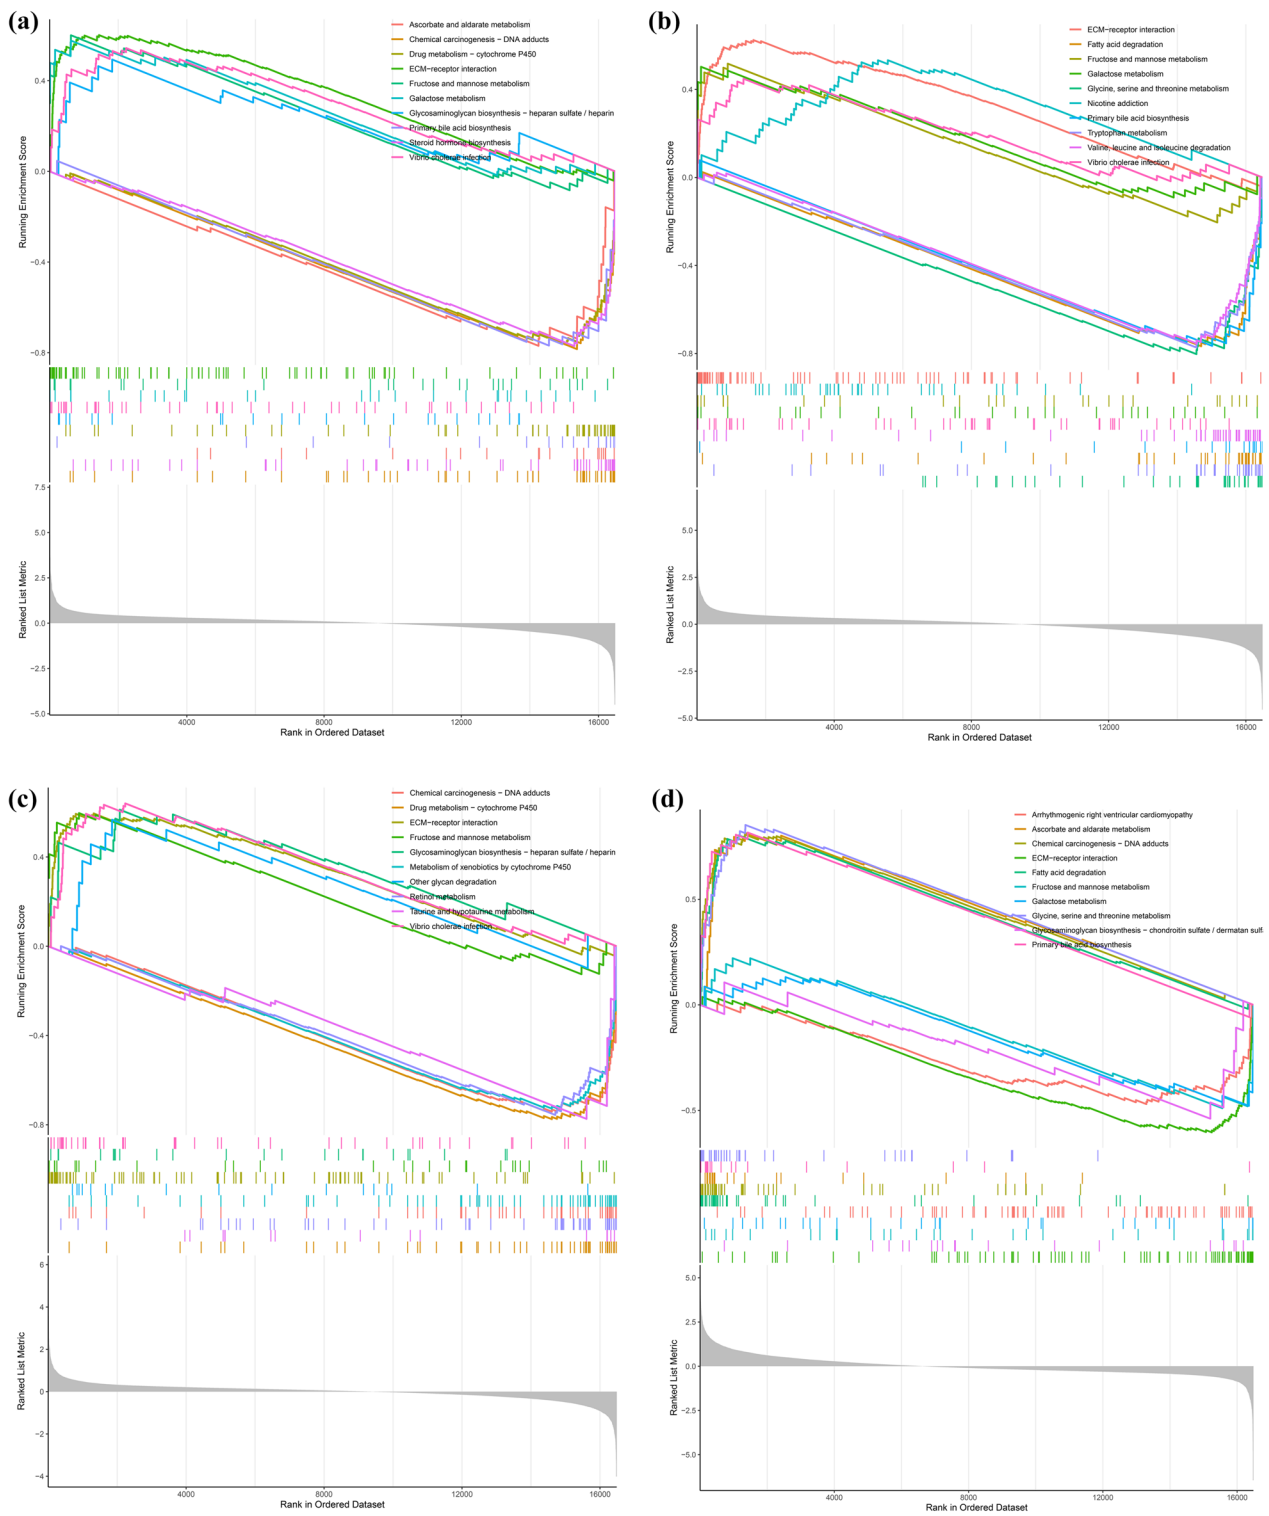 (a)
Ascorbate and aldarate metabolism
Chemical carcinogenesis − DNA adducts
Drug metabolism − cytochrome P450
ECM−receptor interaction
Fructose and mannose metabolism
Galactose metabolism
Glycosaminoglycan biosynthesis − heparan sulfate / heparin
Primary bile acid biosynthesis
Steroid hormone biosynthesis
Vibrio cholerae infection
Running Enrichment Score
0.4
0.0
−0.4
−0.8
Ranked List Metric
7.5
5.0
2.5
0.0
−2.5
−5.0
4000
8000
12000
16000
Rank in Ordered Dataset
(b)
ECM−receptor interaction
Fatty acid degradation
Fructose and mannose metabolism
Galactose metabolism
Glycine, serine and threonine metabolism
Nicotine addiction
Primary bile acid biosynthesis
Tryptophan metabolism
Valine, leucine and isoleucine degradation
Vibrio cholerae infection
Running Enrichment Score
0.4
0.0
−0.4
−0.8
Ranked List Metric
5.0
2.5
0.0
−2.5
−5.0
4000
8000
12000
16000
Rank in Ordered Dataset
(c)
Chemical carcinogenesis − DNA adducts
Drug metabolism − cytochrome P450
ECM−receptor interaction
Fructose and mannose metabolism
Glycosaminoglycan biosynthesis − heparan sulfate / heparin
Metabolism of xenobiotics by cytochrome P450
Other glycan degradation
Retinol metabolism
Taurine and hypotaurine metabolism
Vibrio cholerae infection
Running Enrichment Score
0.4
0.0
−0.4
−0.8
Ranked List Metric
6
4
2
0
−2
−4
4000
8000
12000
16000
Rank in Ordered Dataset
(d)
Arrhythmogenic right ventricular cardiomyopathy
Ascorbate and aldarate metabolism
Chemical carcinogenesis − DNA adducts
ECM−receptor interaction
Fatty acid degradation
Fructose and mannose metabolism
Galactose metabolism
Glycine, serine and threonine metabolism
Glycosaminoglycan biosynthesis − chondroitin sulfate / dermatan sulf
Primary bile acid biosynthesis
Running Enrichment Score
0.5
0.0
−0.5
Ranked List Metric
5.0
2.5
0.0
−2.5
−5.0
4000
8000
12000
16000
Rank in Ordered Dataset